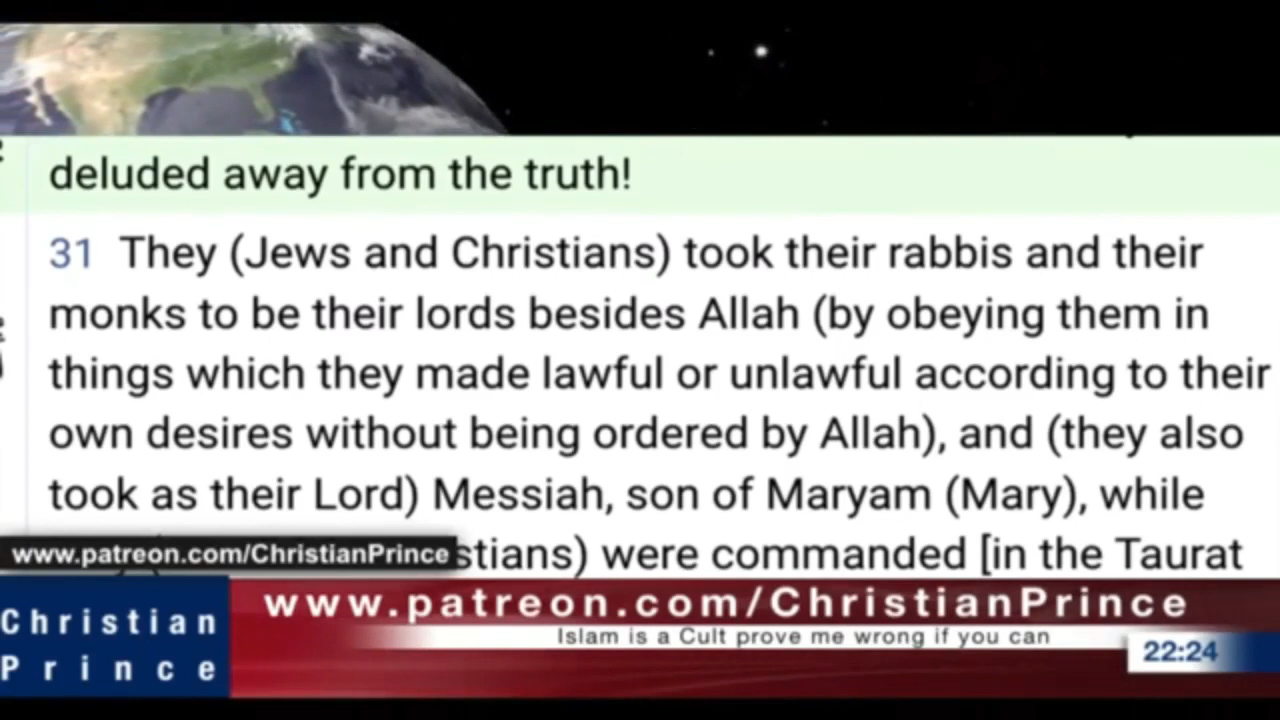 deluded away from the truth!
31 They (Jews and Christians) took their rabbis and their
monks to be their lords besides Allah (by obeying them in
things which they made lawful or unlawful according to their
own desires without being ordered by Allah), and (they also
took as their Lord) Messiah, son of Maryam (Mary), while
www.patreon.com/ChristianPrince
stians) were commanded [in the Taurat
Christian
Prince
www.patreon.com/ChristianPrince
Islam is a Cult prove me wrong if you can
22:24